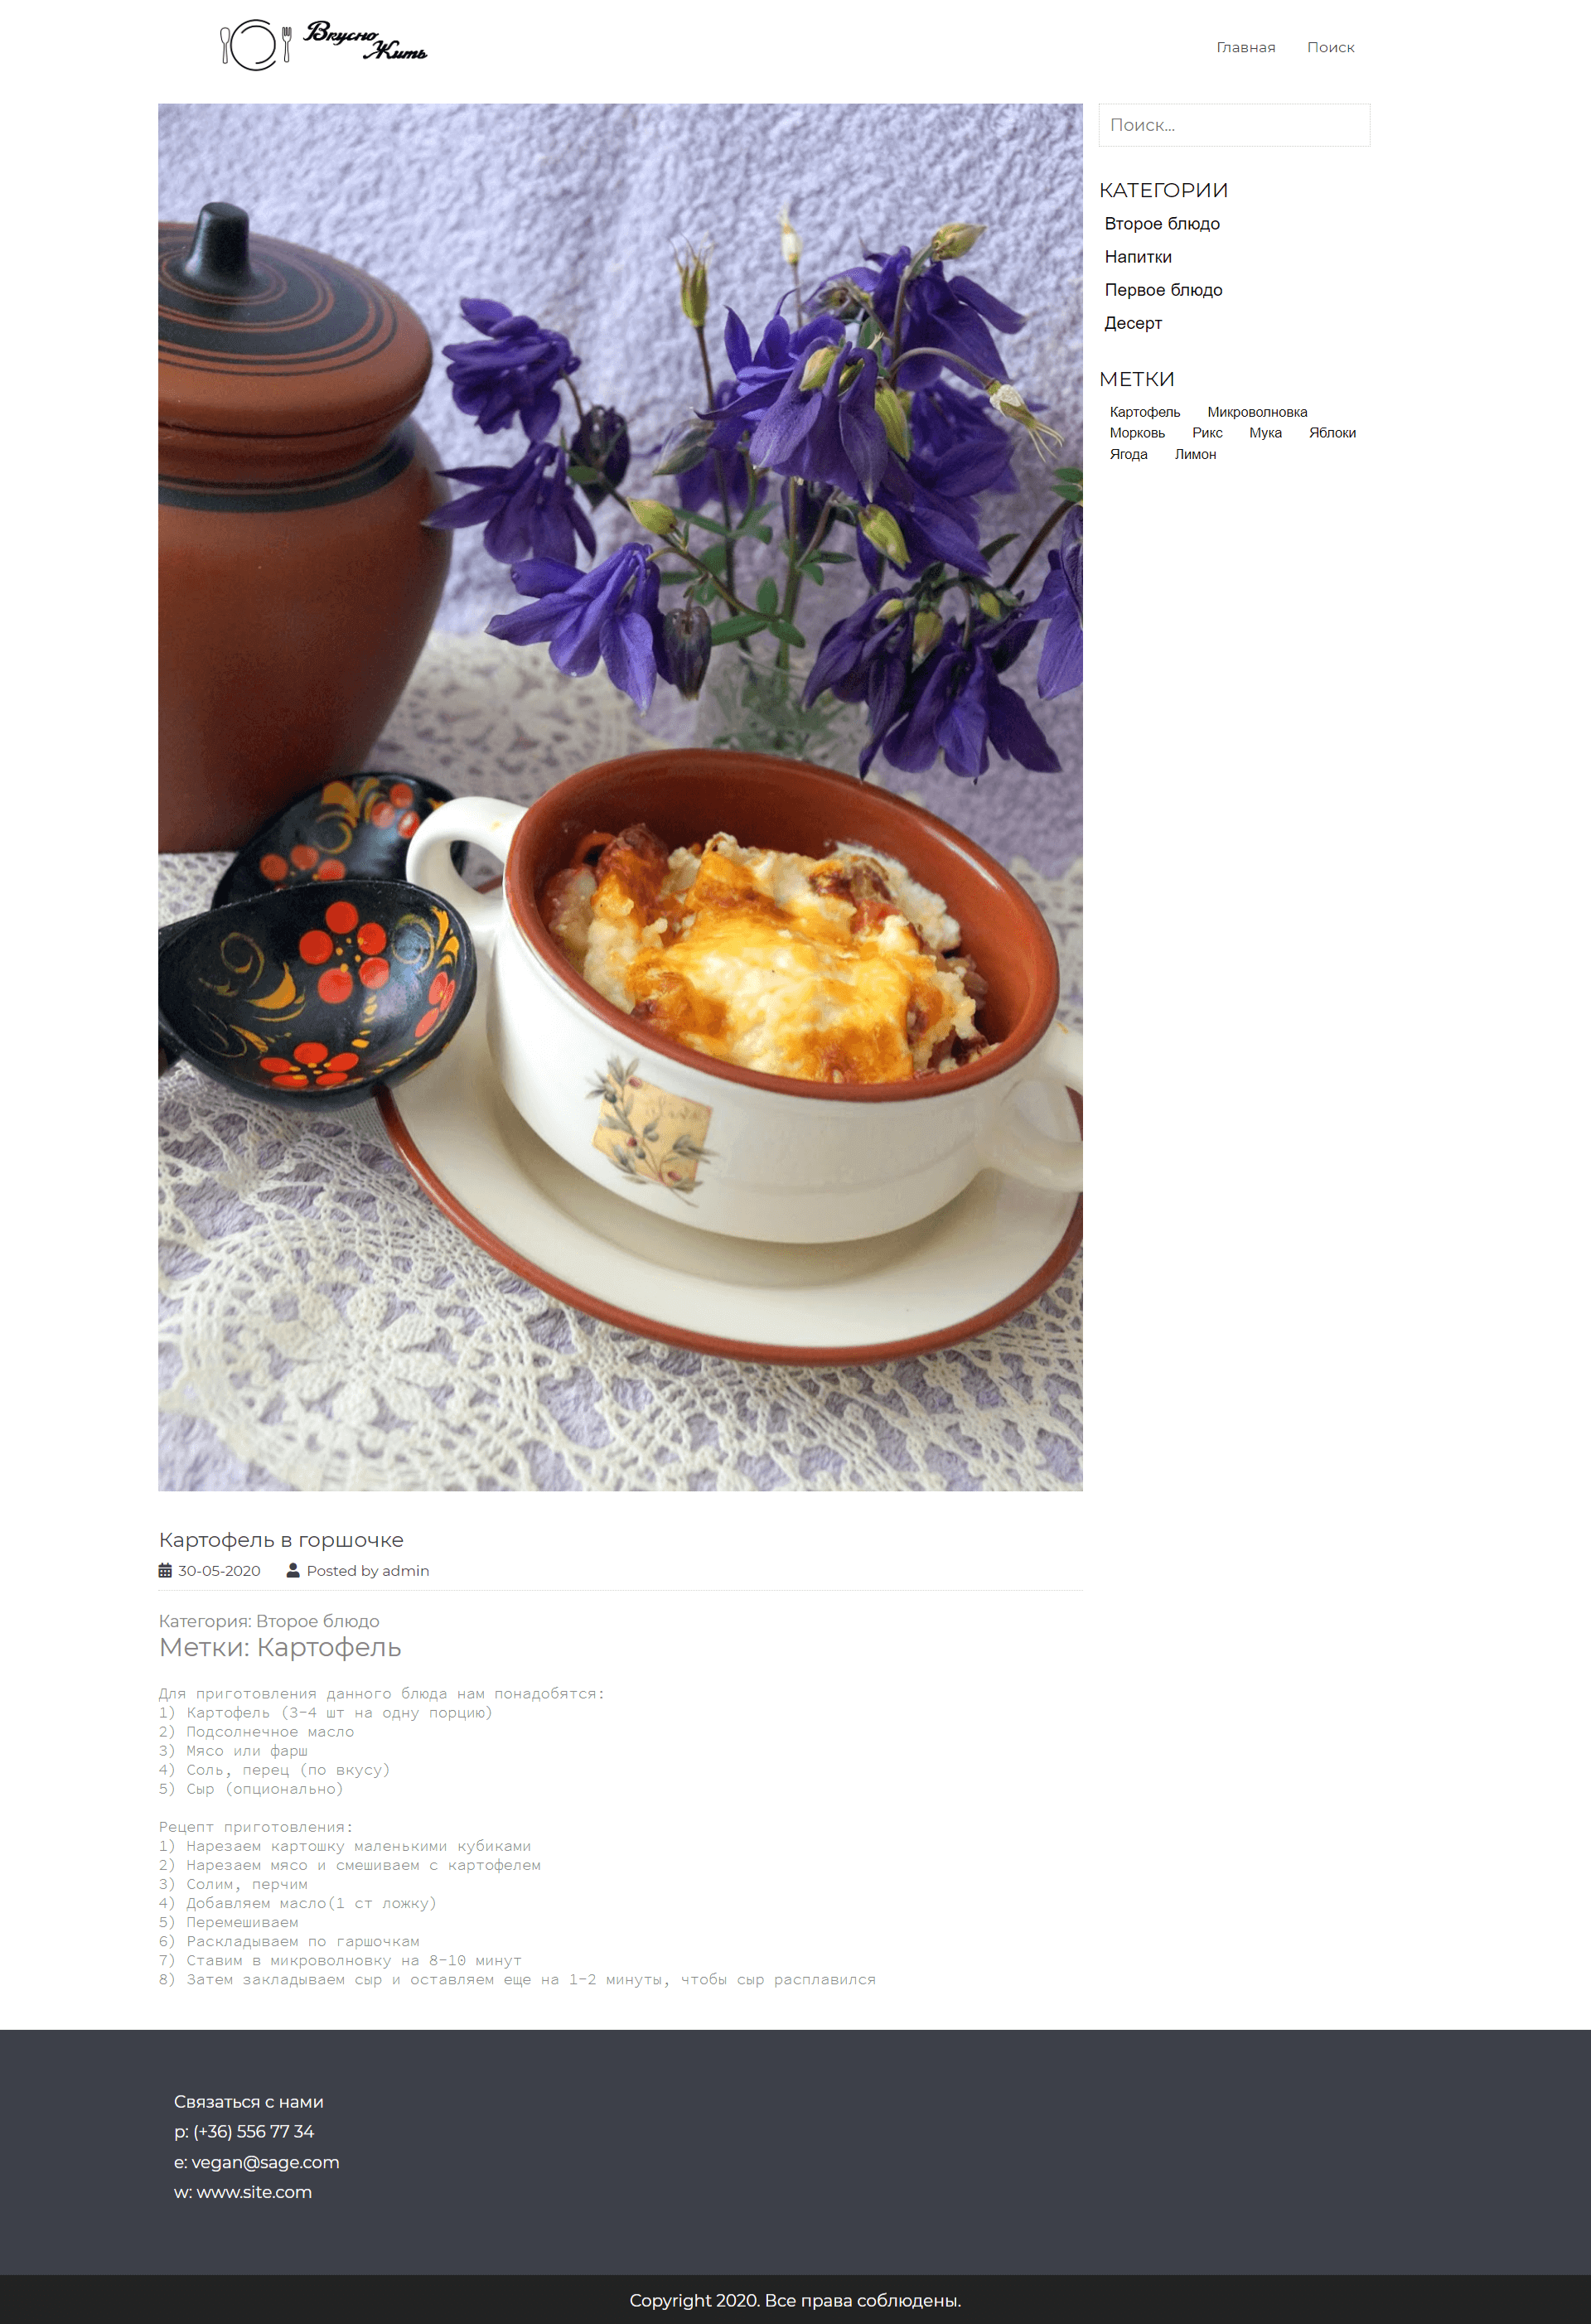 Вкусно
Жить
Главная Поиск
Поиск...
КАТЕГОРИИ
Второе блюдо
Напитки
Первое блюдо
Десерт
МЕТКИ
Картофель Микроволновка
Морковь Рикс Мука Яблоки
Ягода Лимон
Картофель в горшочке
30-05-2020 Posted by admin
Категория: Второе блюдо
Метки: Картофель
Для приготовления данного блюда нам понадобятся:
1) Картофель (3-4 шт на одну порцию)
2) Подсолнечное масло
3) Мясо или фарш
4) Соль, перец (по вкусу)
5) Сыр (опционально)
Рецепт приготовления:
1) Нарезаем картошку маленькими кубиками
2) Нарезаем мясо и смешиваем с картофелем
3) Солим, перчим
4) Добавляем масло(1 ст ложку)
5) Перемешиваем
6) Раскладываем по гаршочкам
7) Ставим в микроволновку на 8-10 минут
8) Затем закладываем сыр и оставляем еще на 1-2 минуты, чтобы сыр расплавился
Связаться с нами
p: (+36) 556 77 34
e: vegan@sage.com
w: www.site.com
Copyright 2020. Все права соблюдены.